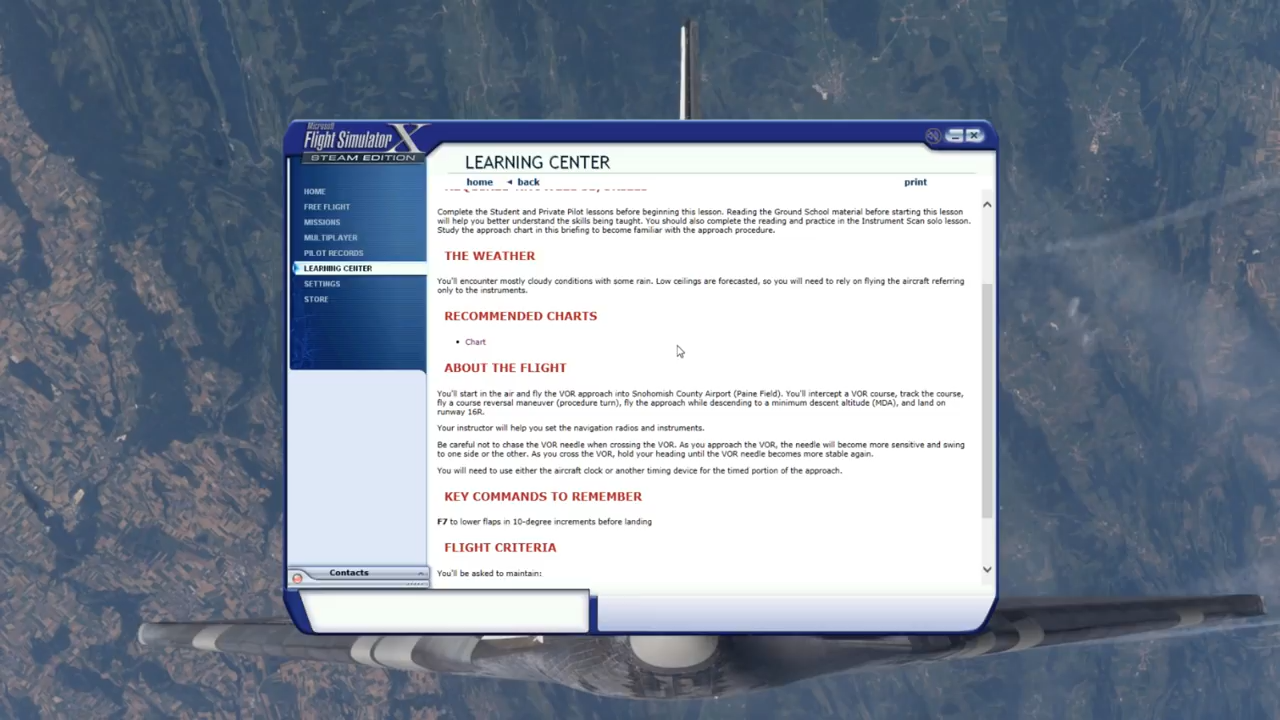 Microsoft
Flight Simulator X
STEAM EDITION
LEARNING CENTER
home ◄ back print
HOME
FREE FLIGHT
MISSIONS
MULTIPLAYER
PILOT RECORDS
LEARNING CENTER
SETTINGS
STORE
Contacts
Complete the Student and Private Pilot lessons before beginning this lesson. Reading the Ground School material before starting this lesson
will help you better understand the skills being taught. You should also complete the reading and practice in the Instrument Scan solo lesson.
Study the approach chart in this briefing to become familiar with the approach procedure.
THE WEATHER
You'll encounter mostly cloudy conditions with some rain. Low ceilings are forecasted, so you will need to rely on flying the aircraft referring
only to the instruments.
RECOMMENDED CHARTS
• Chart
ABOUT THE FLIGHT
You'll start in the air and fly the VOR approach into Snohomish County Airport (Paine Field). You'll intercept a VOR course, track the course,
fly a course reversal maneuver (procedure turn), fly the approach while descending to a minimum descent altitude (MDA), and land on
runway 16R.
Your instructor will help you set the navigation radios and instruments.
Be careful not to chase the VOR needle when crossing the VOR. As you approach the VOR, the needle will become more sensitive and swing
to one side or the other. As you cross the VOR, hold your heading until the VOR needle becomes more stable again.
You will need to use either the aircraft clock or another timing device for the timed portion of the approach.
KEY COMMANDS TO REMEMBER
F7 to lower flaps in 10-degree increments before landing
FLIGHT CRITERIA
You'll be asked to maintain: